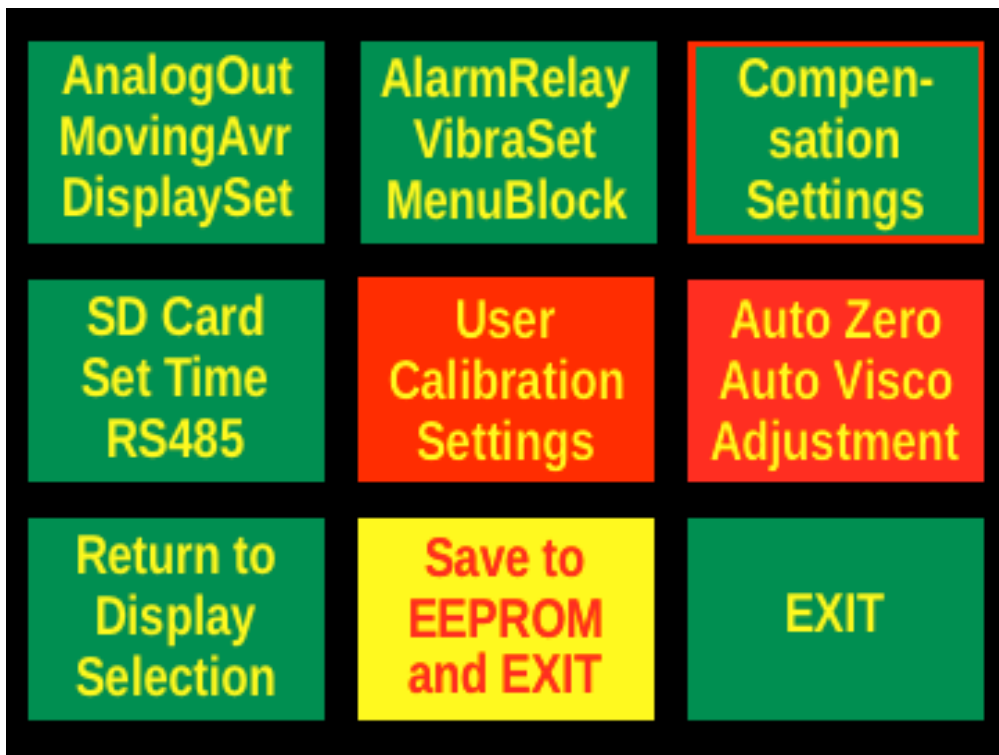 AnalogOut
MovingAvr
DisplaySet
AlarmRelay
VibraSet
MenuBlock
Compen-
sation
Settings
SD Card
Set Time
RS485
User
Calibration
Settings
Auto Zero
Auto Visco
Adjustment
Return to
Display
Selection
Save to
EEPROM
and EXIT
EXIT